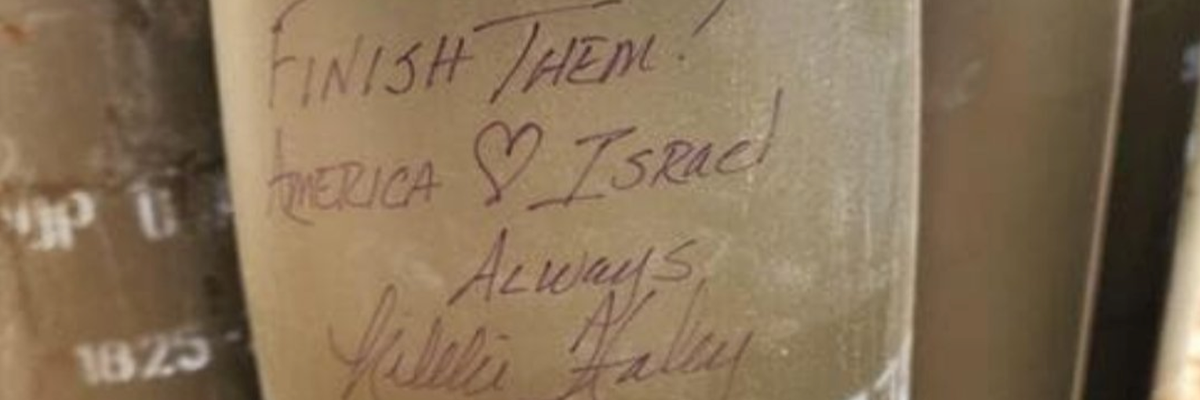 FINISH THEM!
AMERICA ♡ ISRAEL
ALWAYS,
Nikki Haley
1825